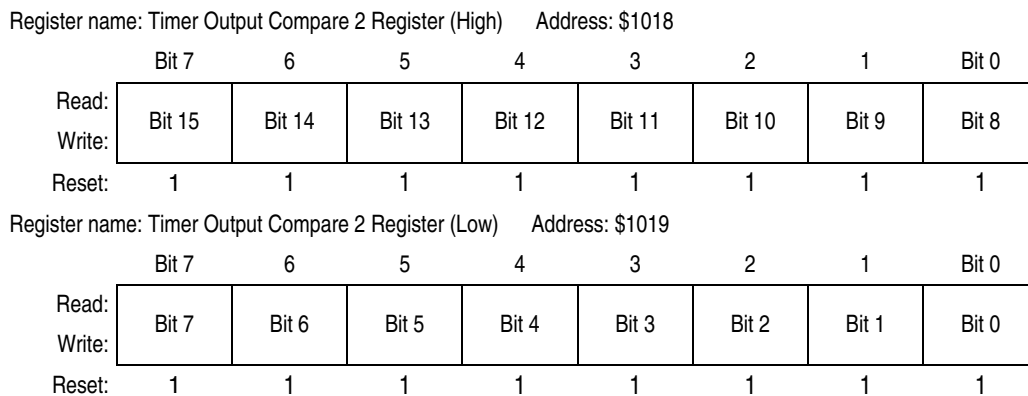 Register name: Timer Output Compare 2 Register (High) Address: $1018
Bit 7 6 5 4 3 2 1 Bit 0
Read:
Bit 15 Bit 14 Bit 13 Bit 12 Bit 11 Bit 10 Bit 9 Bit 8
Write:
Reset: 1 1 1 1 1 1 1 1
Register name: Timer Output Compare 2 Register (Low) Address: $1019
Bit 7 6 5 4 3 2 1 Bit 0
Read:
Bit 7 Bit 6 Bit 5 Bit 4 Bit 3 Bit 2 Bit 1 Bit 0
Write:
Reset: 1 1 1 1 1 1 1 1